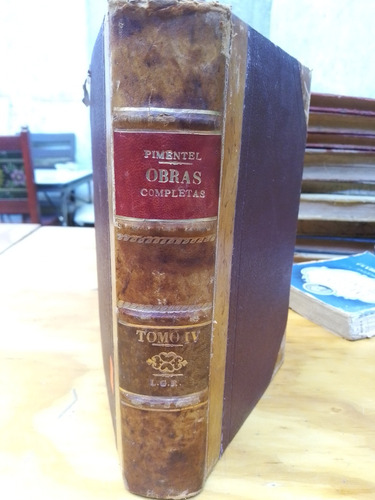 PIMENTEL
OBRAS
COMPLETAS
TOMO IV